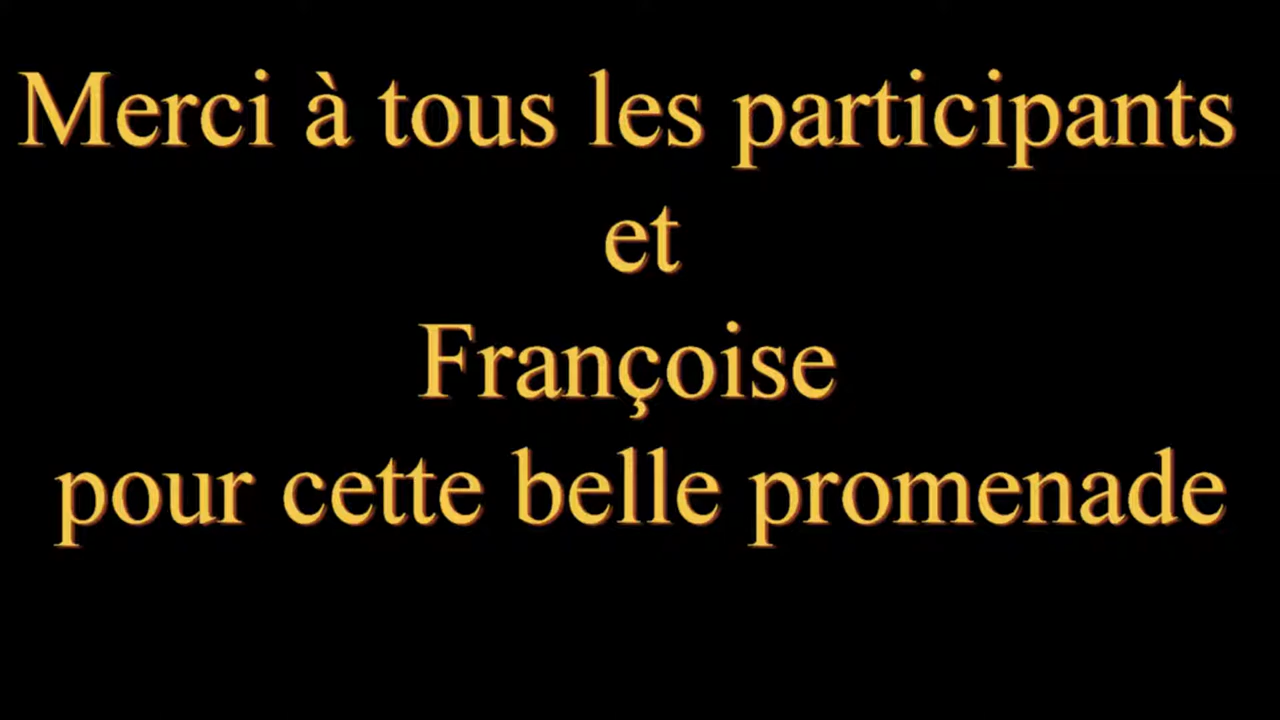 Merci à tous les participants
et
Françoise
pour cette belle promenade